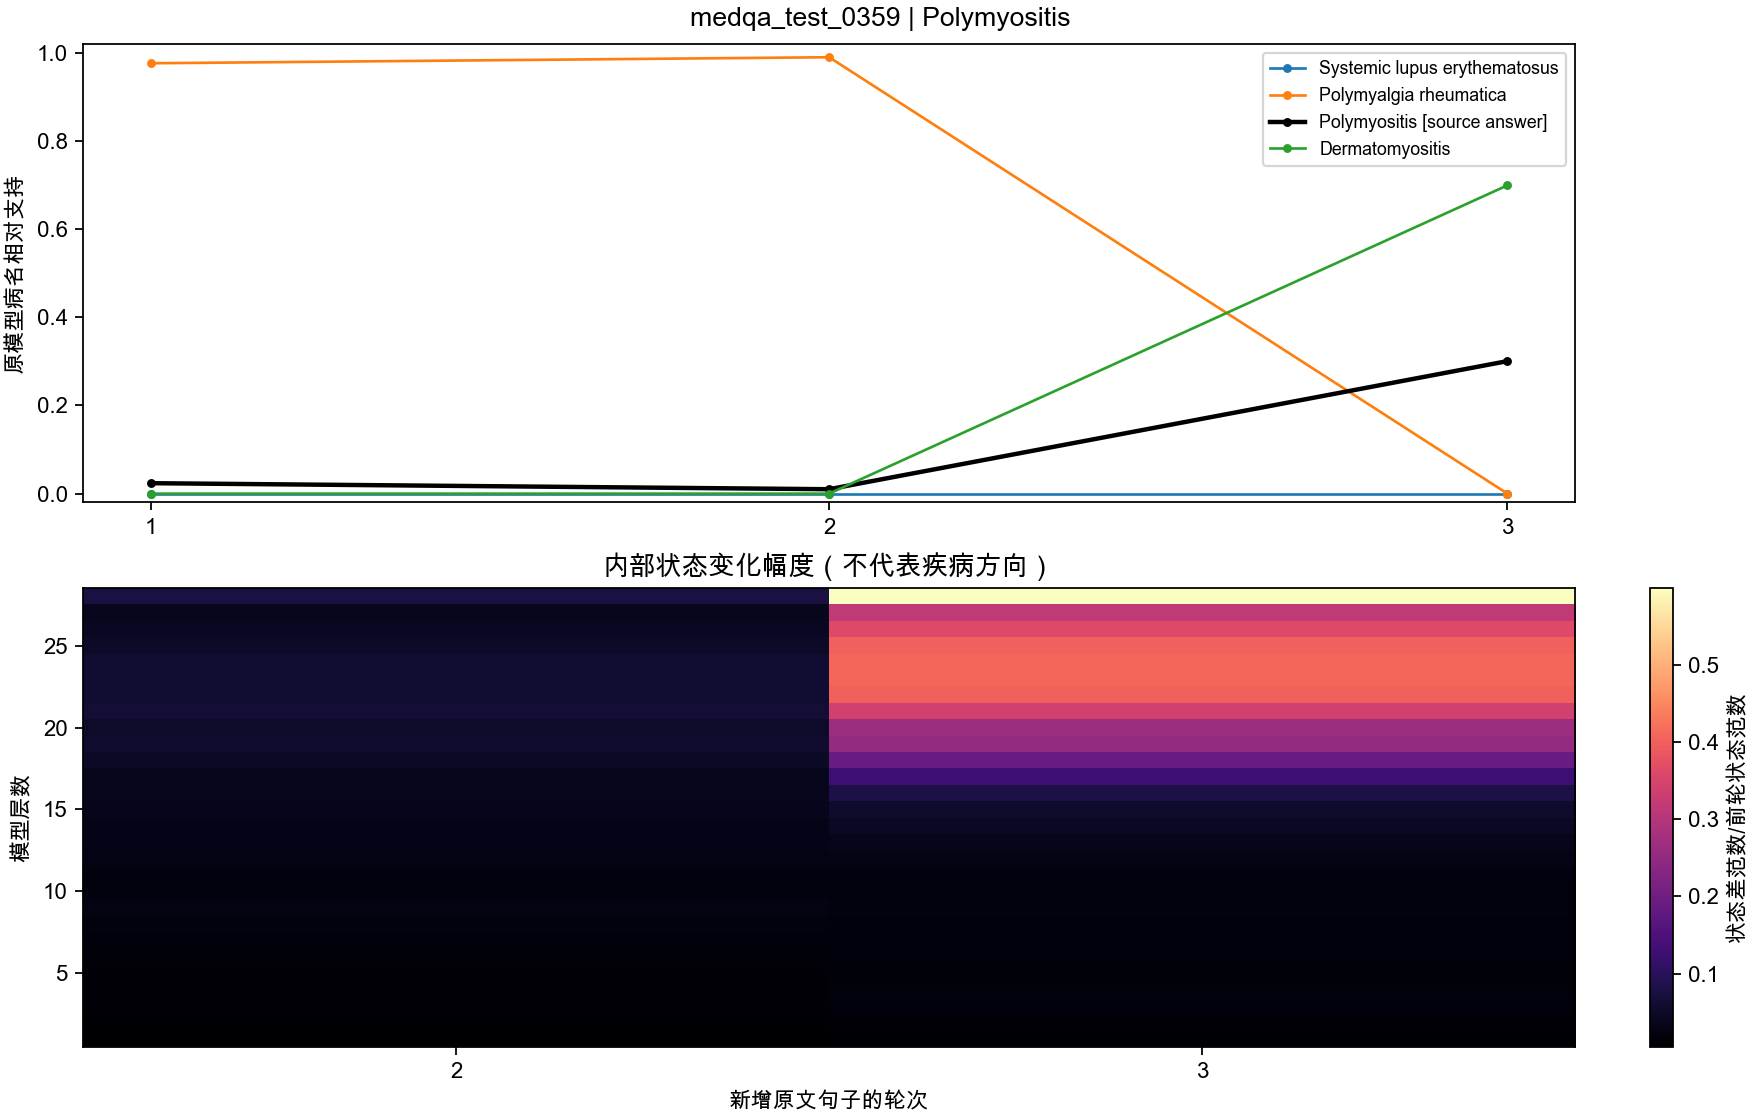 medqa_test_0359 | Polymyositis
原模型病名相对支持
1.0
0.8
0.6
0.4
0.2
0.0
Systemic lupus erythematosus
Polymyalgia rheumatica
Polymyositis [source answer]
Dermatomyositis
1
2
3
内部状态变化幅度（不代表疾病方向）
模型层数
25
20
15
10
5
2
3
新增原文句子的轮次
0.5
0.4
0.3
0.2
0.1
状态差范数/前轮状态范数